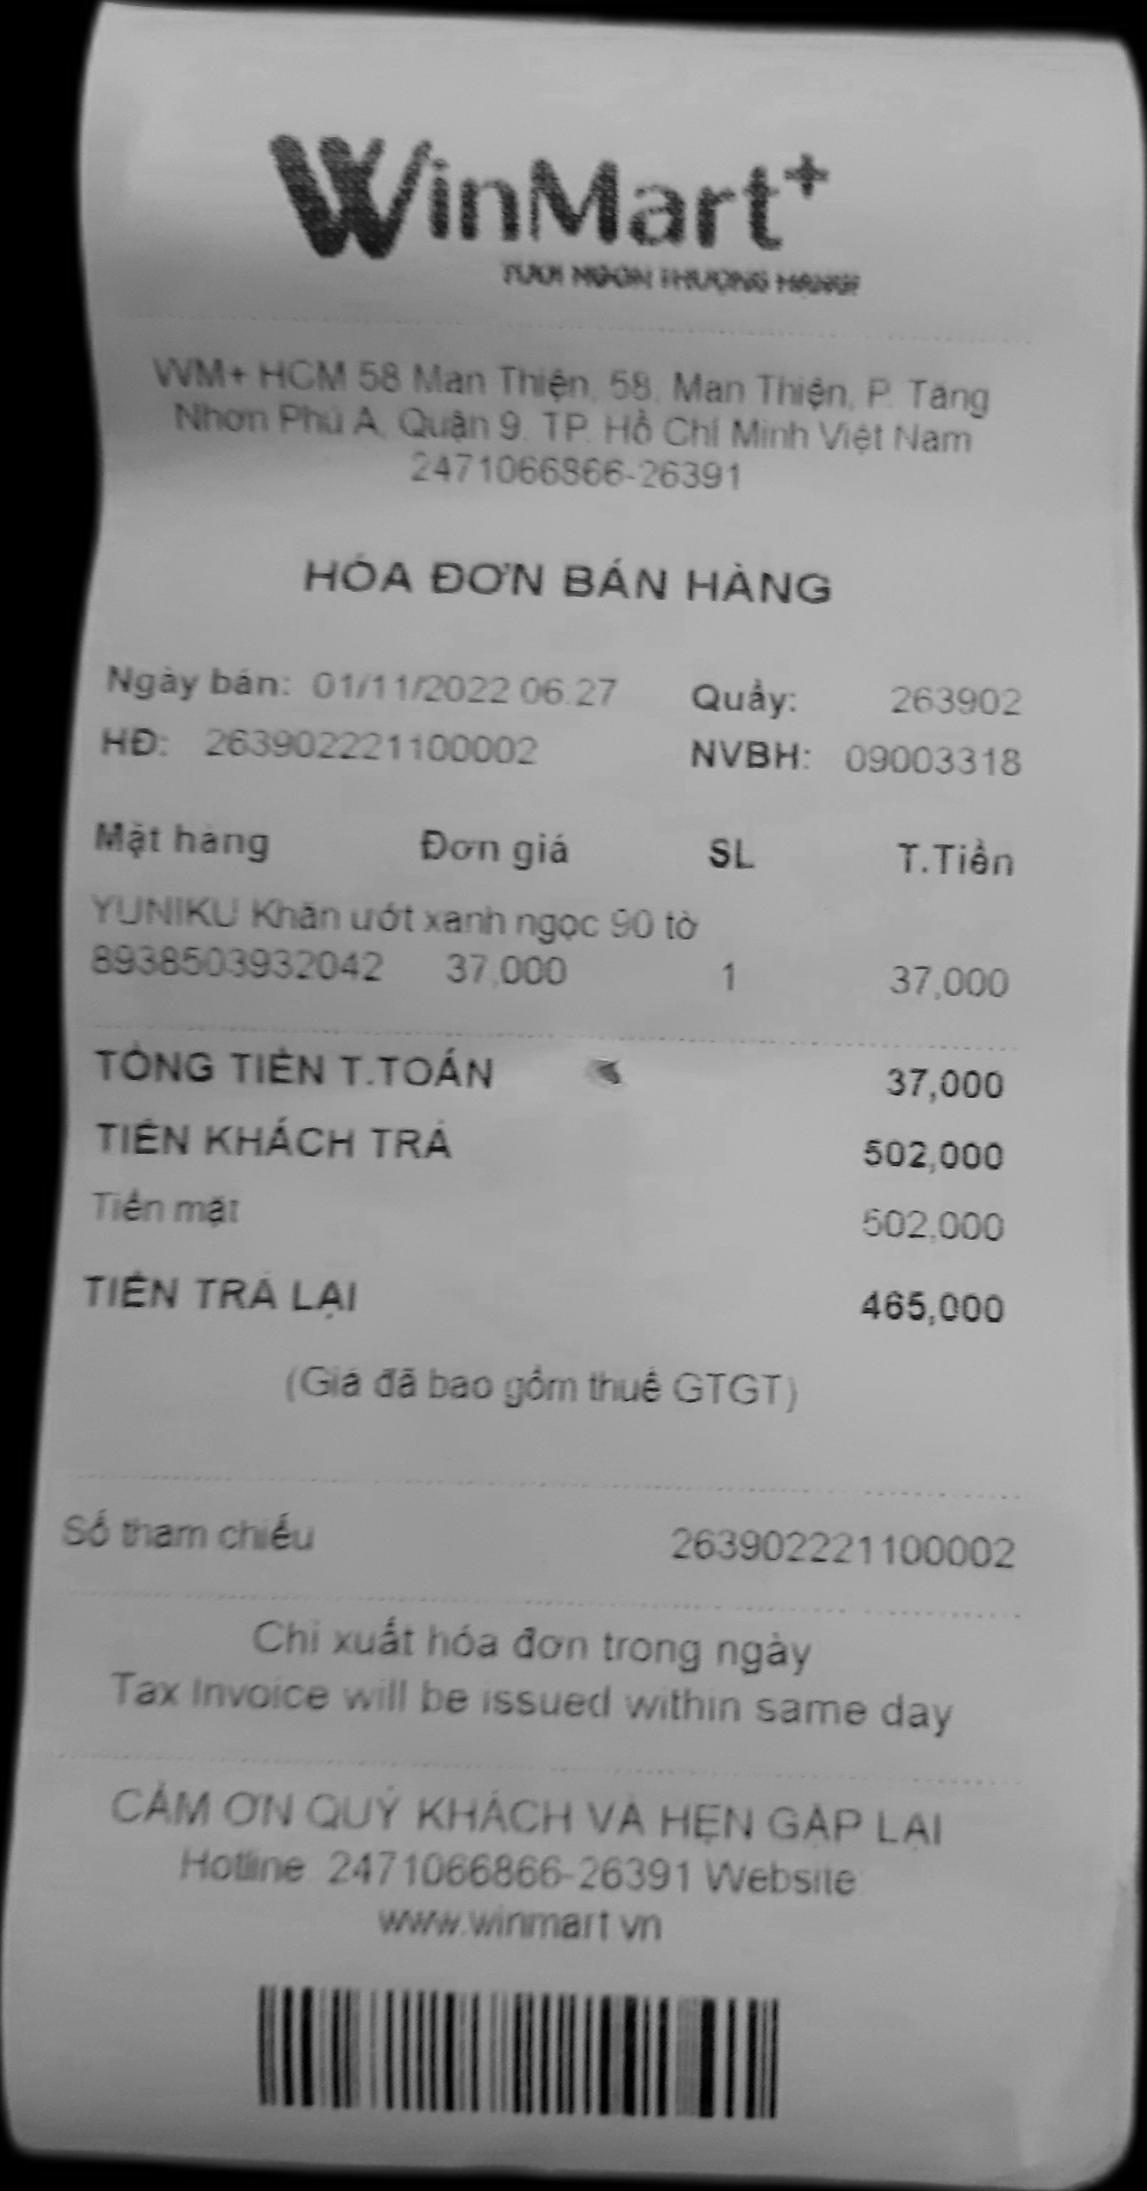 WinMart+
TƯƠI NGON THƯỢNG HẠNG!
WM+ HCM 58 Man Thiện, 58, Man Thiện, P. Tăng
Nhơn Phú A, Quận 9, TP. Hồ Chí Minh Việt Nam
2471066866-26391
HÓA ĐƠN BÁN HÀNG
Ngày bán: 01/11/2022 06:27 Quầy: 263902
HĐ: 263902221100002 NVBH: 09003318
Mặt hàng Đơn giá SL T.Tiền
YUNIKU Khăn ướt xanh ngọc 90 tờ
8938503932042 37,000 1 37,000
TỔNG TIỀN T.TOÁN 37,000
TIỀN KHÁCH TRẢ 502,000
Tiền mặt 502,000
TIỀN TRẢ LẠI 465,000
(Giá đã bao gồm thuế GTGT)
Số tham chiếu 263902221100002
Chỉ xuất hóa đơn trong ngày
Tax Invoice will be issued within same day
CẢM ƠN QUÝ KHÁCH VÀ HẸN GẶP LẠI
Hotline: 2471066866-26391 Website:
www.winmart.vn